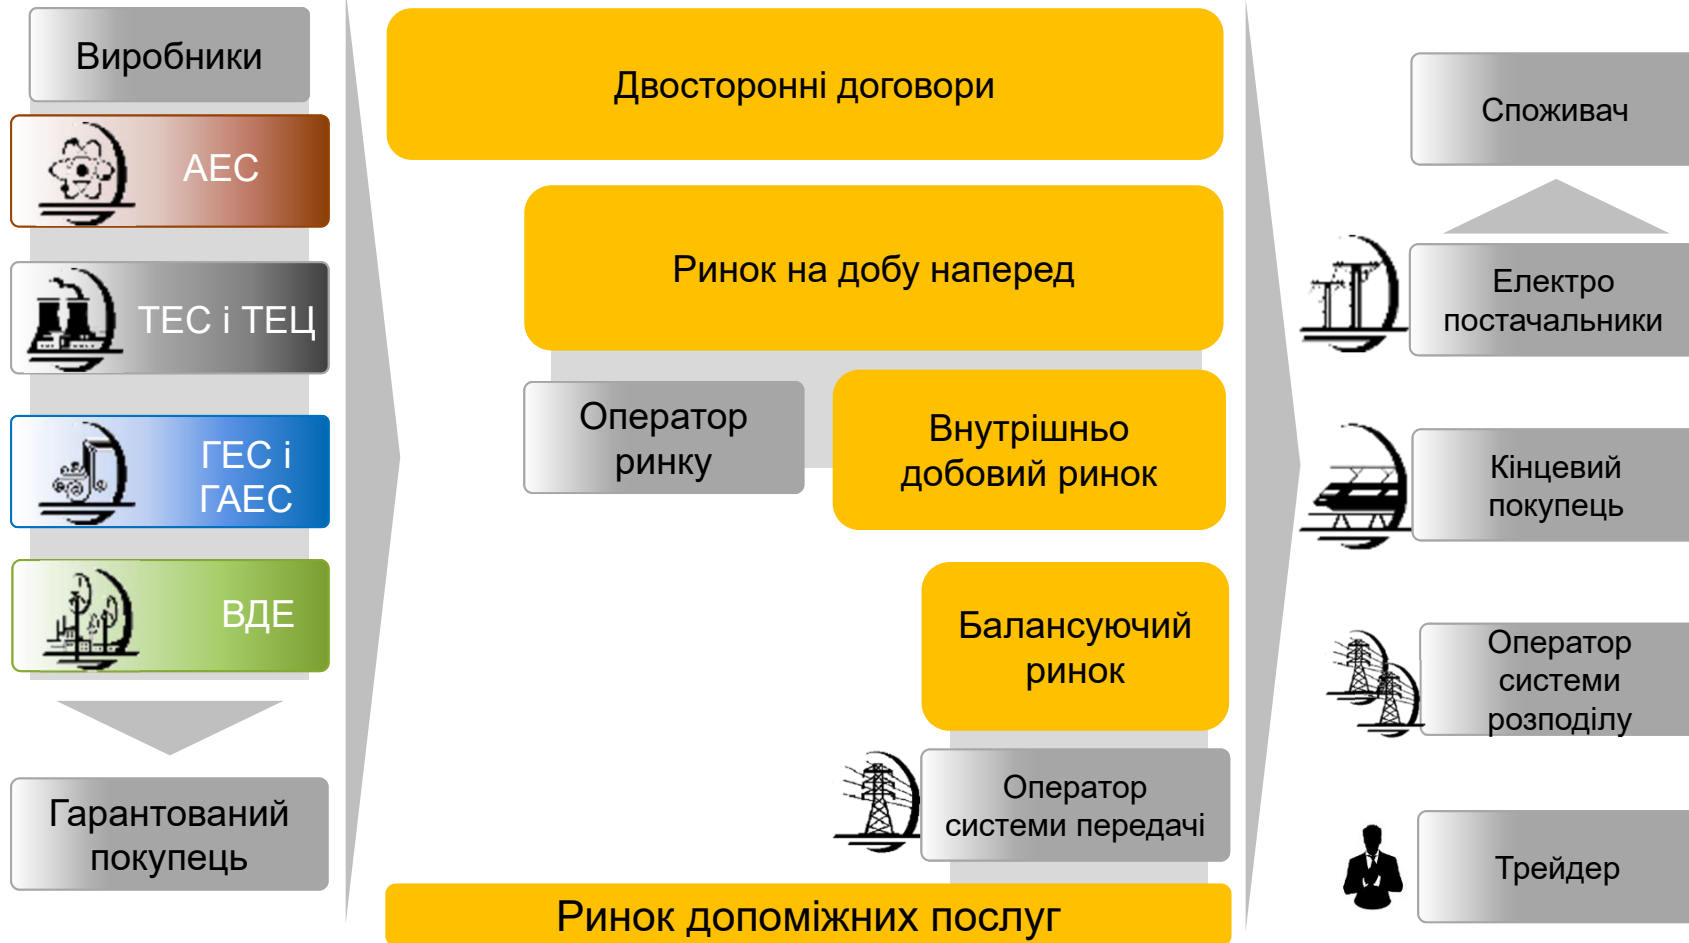 Виробники
АЕС
ТЕС і ТЕЦ
ГЕС і
ГАЕС
ВДЕ
Гарантований
покупець
Двосторонні договори
Ринок на добу наперед
Оператор
ринку
Внутрішньо
добовий ринок
Балансуючий
ринок
Оператор
системи передачі
Ринок допоміжних послуг
Споживач
Електро
постачальники
Кінцевий
покупець
Оператор
системи
розподілу
Трейдер